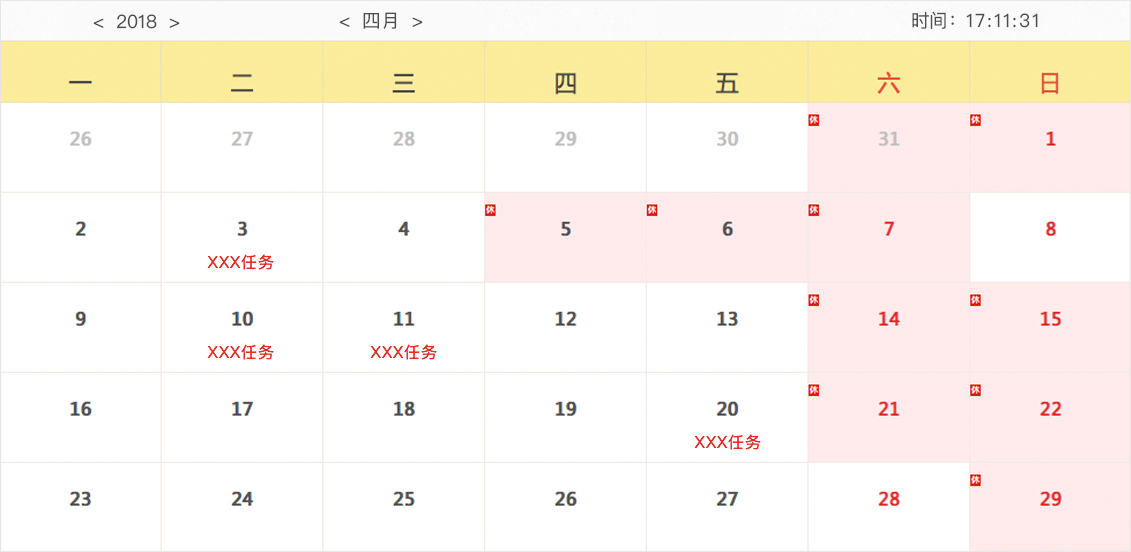 < 2018 > < 四月 > 时间：17:11:31
一 二 三 四 五 六 日
休 休
26 27 28 29 30 31 1
休 休 休
2 3 4 5 6 7 8
XXX任务
休 休
9 10 11 12 13 14 15
XXX任务 XXX任务
休 休
16 17 18 19 20 21 22
XXX任务
休
23 24 25 26 27 28 29